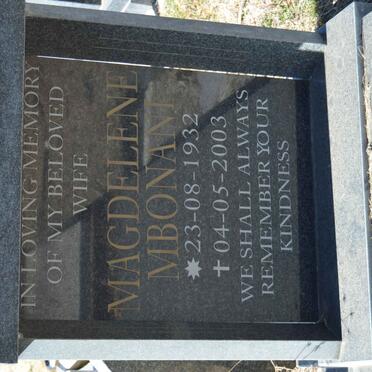 IN LOVING MEMORY
OF MY BELOVED
WIFE
MAGDELENE
MBONANI
23-08-1932
04-05-2003
WE SHALL ALWAYS
REMEMBER YOUR
KINDNESS